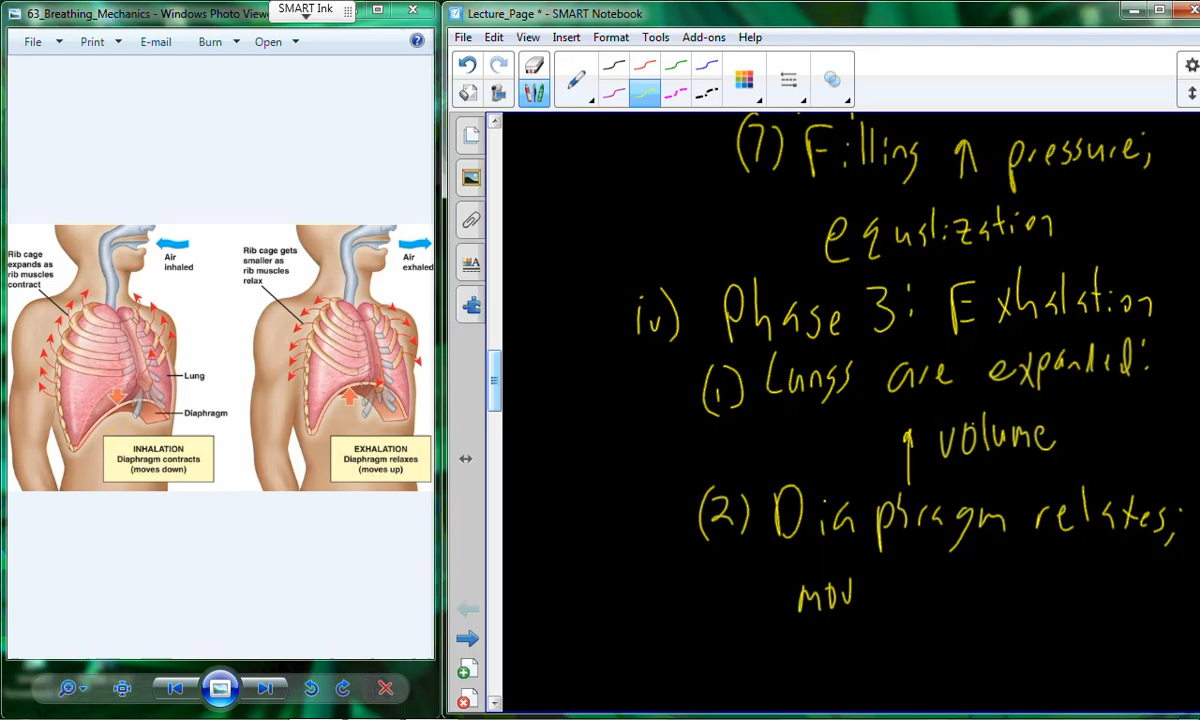 63_Breathing_Mechanics - Windows Photo Viewe
SMART Ink
File Print E-mail Burn Open
Rib cage
expands as
rib muscles
contract
Air
inhaled
Lung
Diaphragm
INHALATION
Diaphragm contracts
(moves down)
Rib cage gets
smaller as
rib muscles
relax
Air
exhaled
EXHALATION
Diaphragm relaxes
(moves up)
Lecture_Page * - SMART Notebook
File Edit View Insert Format Tools Add-ons Help
(7) Filling ↑ pressure;
equalization
iv) Phase 3: Exhalation
(1) Lungs are expanded:
↑ volume
(2) Diaphragm relates;
mov